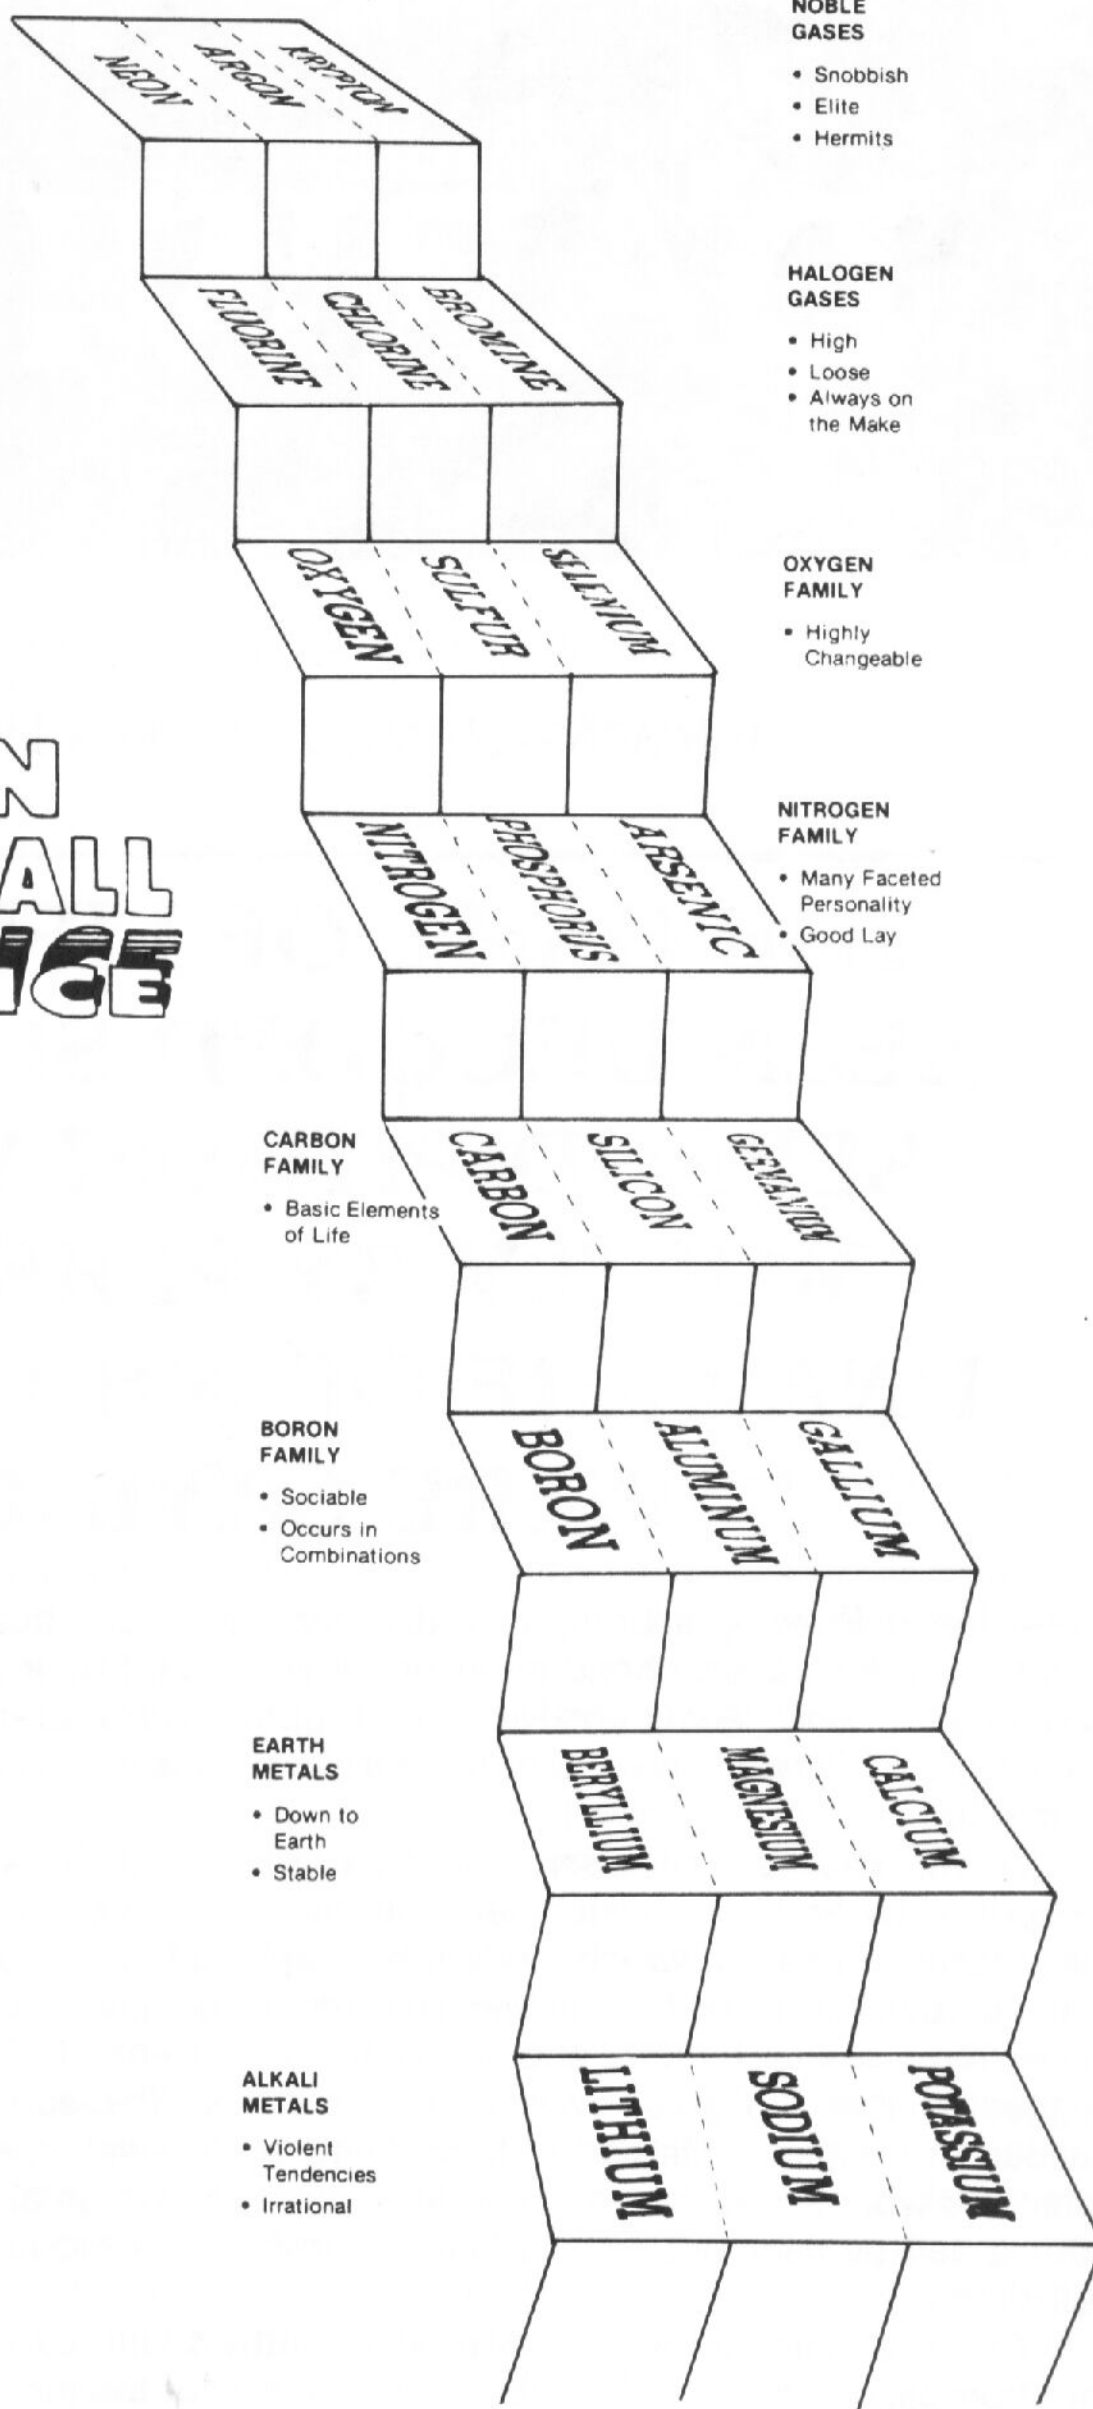 NOBLE
GASES
• Snobbish
• Elite
• Hermits
NEON
ARGON
KRYPTON
HALOGEN
GASES
• High
• Loose
• Always on
the Make
FLUORINE
CHLORINE
BROMINE
OXYGEN
FAMILY
• Highly
Changeable
OXYGEN
SULFUR
SELENIUM
N
ALL
ICE
NITROGEN
FAMILY
• Many Faceted
Personality
• Good Lay
NITROGEN
PHOSPHORUS
ARSENIC
CARBON
FAMILY
• Basic Elements
of Life
CARBON
SILICON
GERMANIUM
BORON
FAMILY
• Sociable
• Occurs in
Combinations
BORON
ALUMINUM
GALLIUM
EARTH
METALS
• Down to
Earth
• Stable
BERYLLIUM
MAGNESIUM
CALCIUM
ALKALI
METALS
• Violent
Tendencies
• Irrational
LITHIUM
SODIUM
POTASSIUM